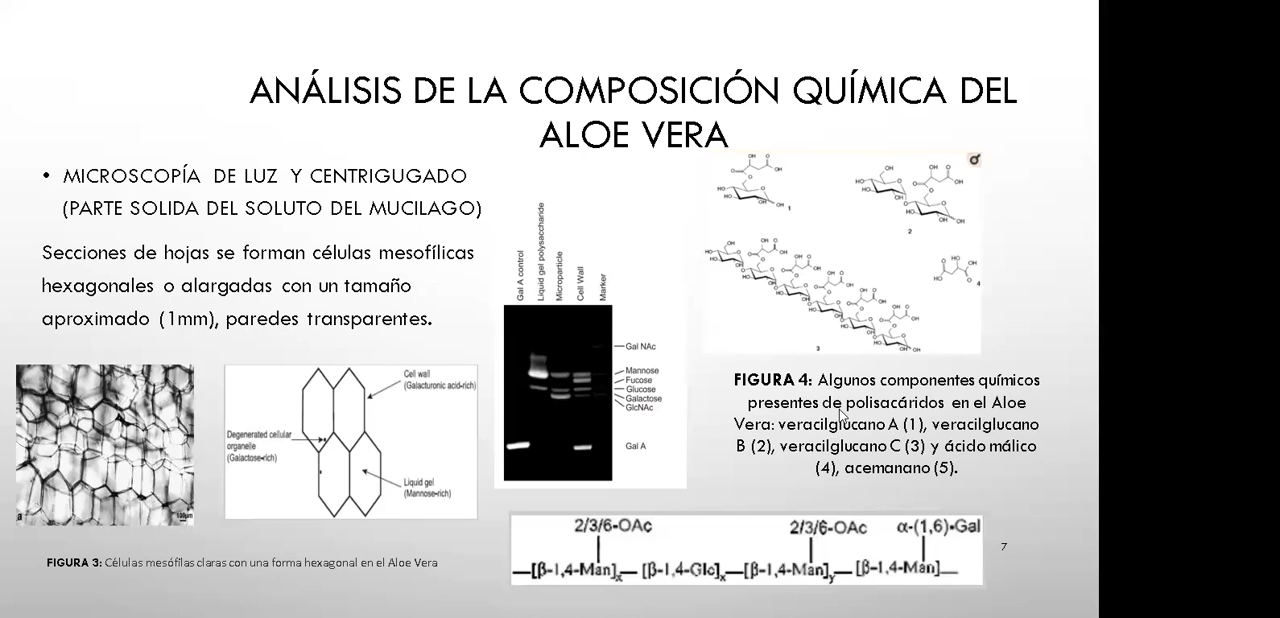 ANÁLISIS DE LA COMPOSICIÓN QUÍMICA DEL
ALOE VERA
• MICROSCOPÍA DE LUZ Y CENTRIGUGADO
(PARTE SOLIDA DEL SOLUTO DEL MUCILAGO)
Secciones de hojas se forman células mesofílicas
hexagonales o alargadas con un tamaño
aproximado (1mm), paredes transparentes.
a
100μm
Cell wall
(Galacturonic acid-rich)
Degenerated cellular
organelle
(Galactose-rich)
Liquid gel
(Mannose-rich)
FIGURA 3: Células mesófilas claras con una forma hexagonal en el Aloe Vera
Gal A control
Liquid gel polysaccharide
Microparticle
Cell Wall
Marker
Gal NAc
Mannose
Fucose
Glucose
Galactose
GlcNAc
Gal A
1
2
3
4
FIGURA 4: Algunos componentes químicos
presentes de polisacáridos en el Aloe
Vera: veracilglucano A (1), veracilglucano
B (2), veracilglucano C (3) y ácido málico
(4), acemanano (5).
2/3/6-OAc 2/3/6-OAc α-(1,6)-Gal
—[β-1,4-Man]x—[β-1,4-Glc]x—[β-1,4-Man]y—[β-1,4-Man]—
7